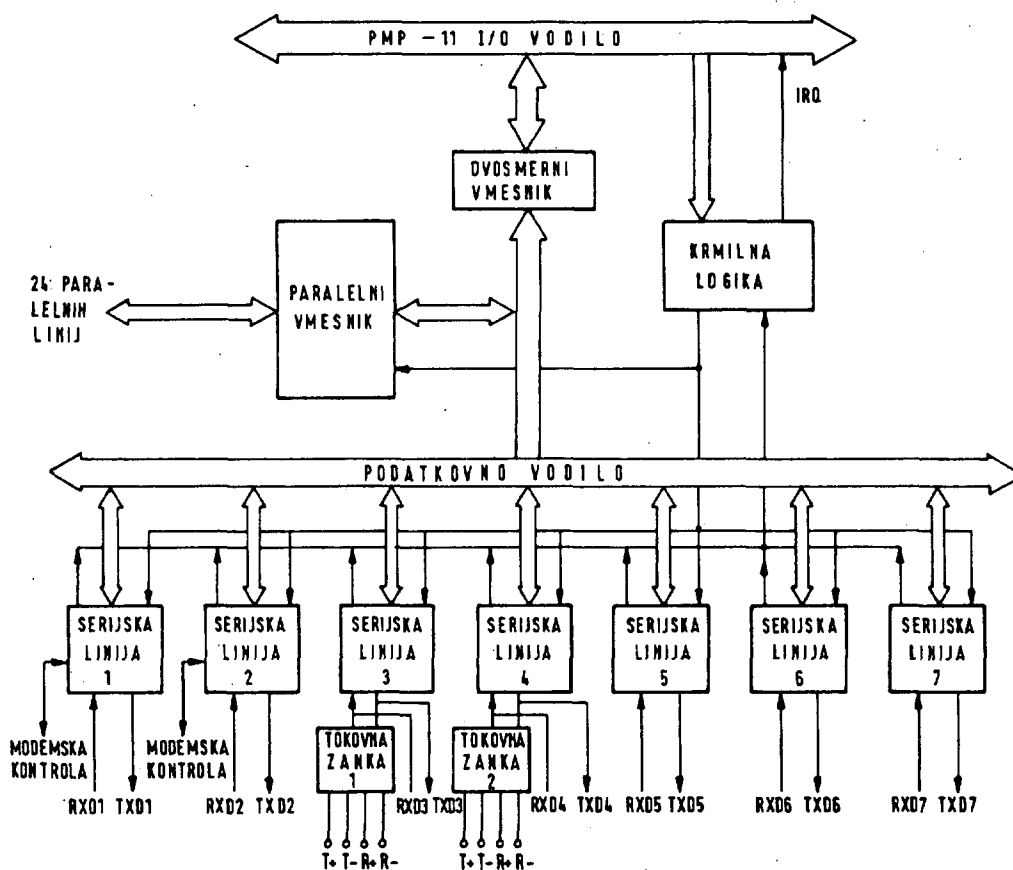 PMP -11 I/O VODILO
IRQ
DVOSMERNI
VMESNIK
KRMILNA
LOGIKA
24 PARA-
LELNIH
LINIJ
PARALELNI
VMESNIK
PODATKOVNO VODILO
SERIJSKA
LINIJA
1
SERIJSKA
LINIJA
2
SERIJSKA
LINIJA
3
SERIJSKA
LINIJA
4
SERIJSKA
LINIJA
5
SERIJSKA
LINIJA
6
SERIJSKA
LINIJA
7
MODEMSKA
KONTROLA
MODEMSKA
KONTROLA
TOKOVNA
ZANKA
1
TOKOVNA
ZANKA
2
RXD1 TXD1
RXD2 TXD2
RXD3 TXD3
RXD4 TXD4
RXD5 TXD5
RXD6 TXD6
RXD7 TXD7
T+ T- R+ R-
T+ T- R+ R-